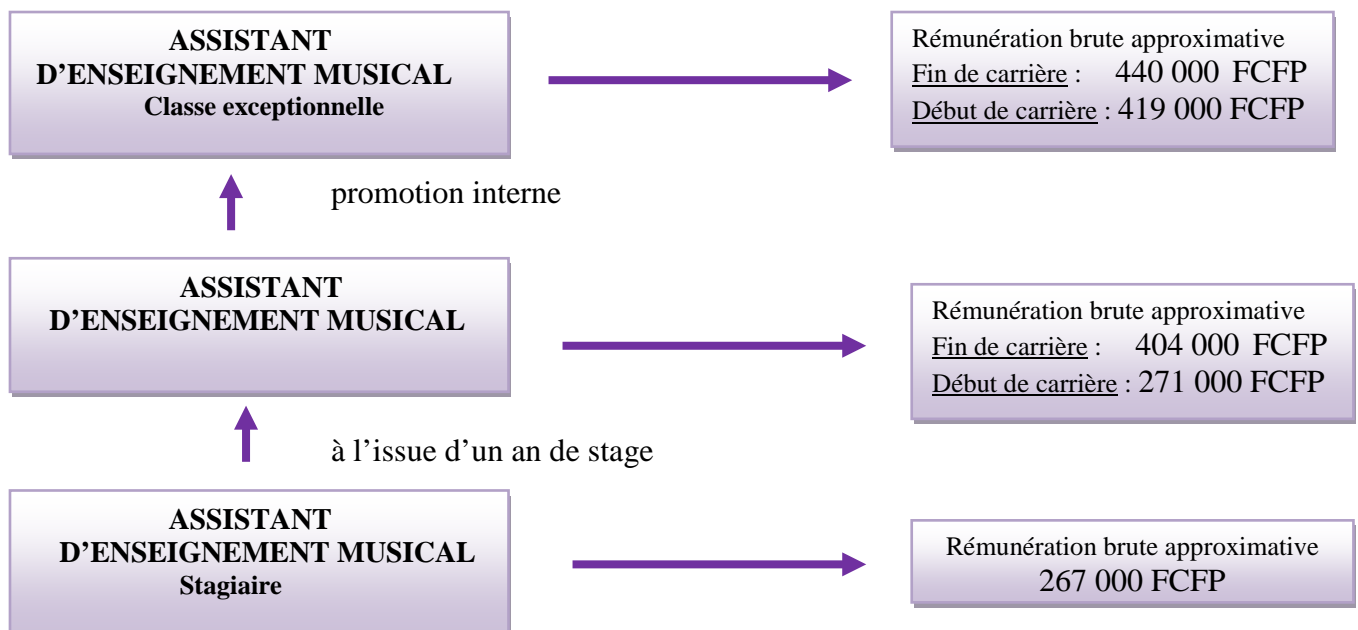 ASSISTANT
D’ENSEIGNEMENT MUSICAL
Classe exceptionnelle
Rémunération brute approximative
Fin de carrière : 440 000 FCFP
Début de carrière : 419 000 FCFP
promotion interne
ASSISTANT
D’ENSEIGNEMENT MUSICAL
Rémunération brute approximative
Fin de carrière : 404 000 FCFP
Début de carrière : 271 000 FCFP
à l’issue d’un an de stage
ASSISTANT
D’ENSEIGNEMENT MUSICAL
Stagiaire
Rémunération brute approximative
267 000 FCFP